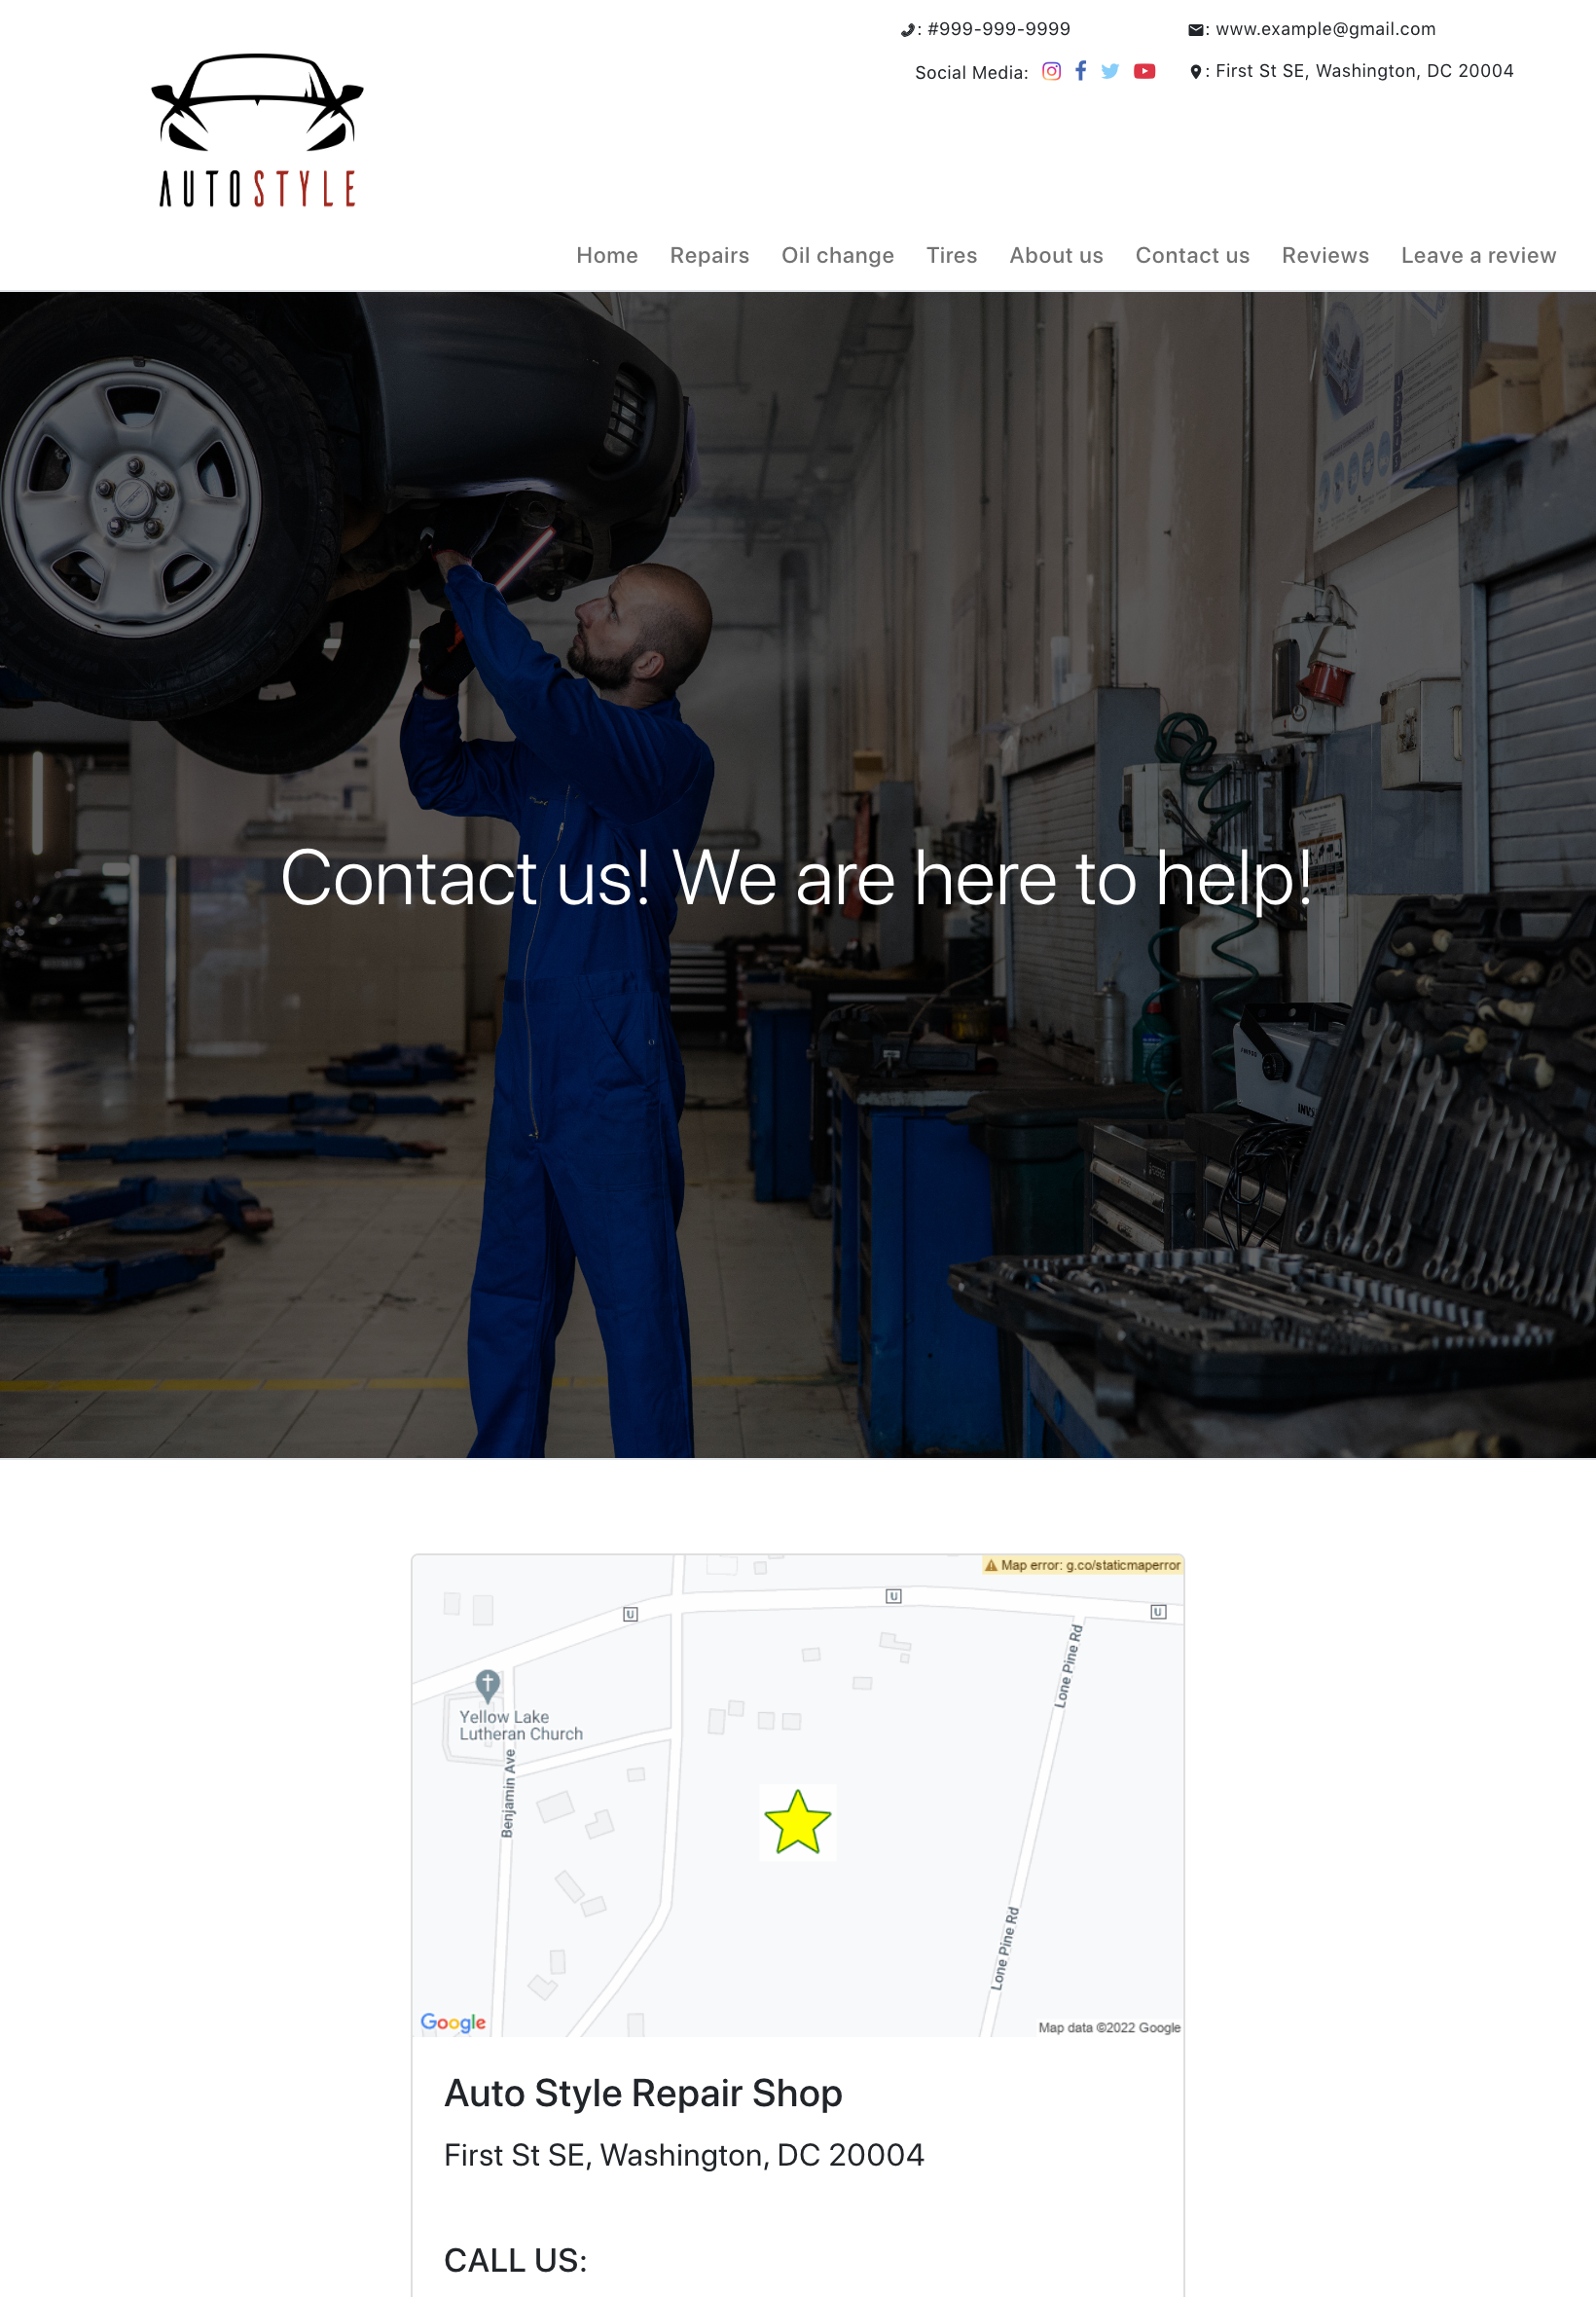 : #999-999-9999
: www.example@gmail.com
Social Media:
: First St SE, Washington, DC 20004
AUTOSTYLE
Home Repairs Oil change Tires About us Contact us Reviews Leave a review
Contact us! We are here to help!
Map error: g.co/staticmaperror
U
U
U
Lone Pine Rd
Yellow Lake
Lutheran Church
Benjamin Ave
Lone Pine Rd
Google
Map data ©2022 Google
Auto Style Repair Shop
First St SE, Washington, DC 20004
CALL US: